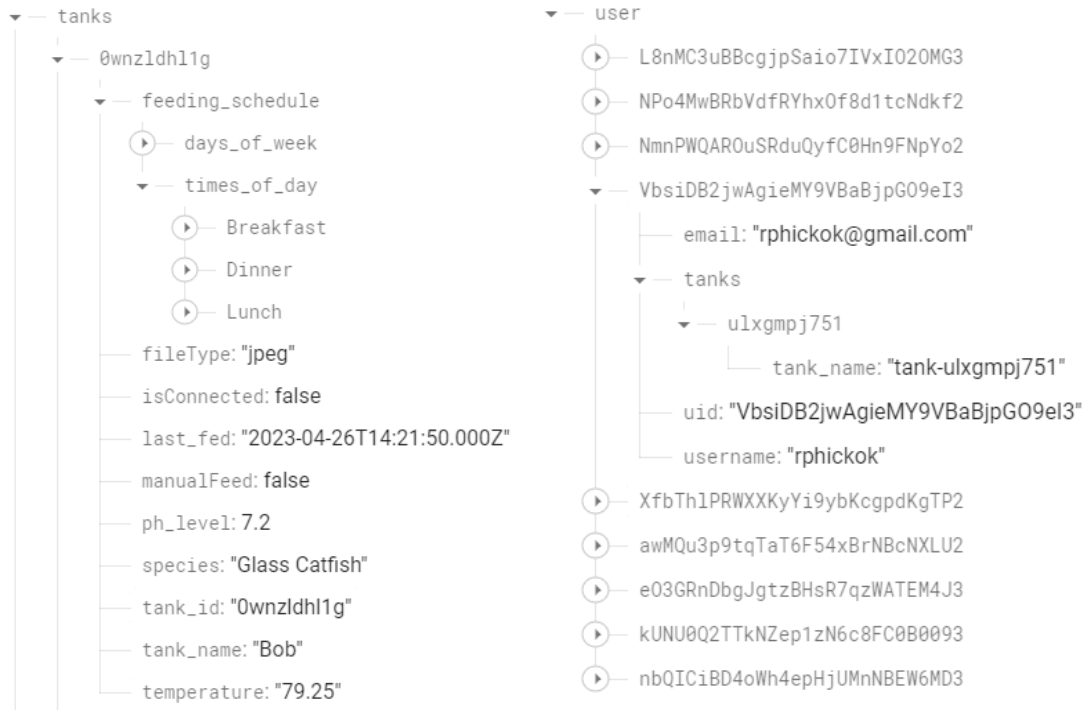 tanks
0wnzldhl1g
feeding_schedule
days_of_week
times_of_day
Breakfast
Dinner
Lunch
fileType: "jpeg"
isConnected: false
last_fed: "2023-04-26T14:21:50.000Z"
manualFeed: false
ph_level: 7.2
species: "Glass Catfish"
tank_id: "0wnzldhl1g"
tank_name: "Bob"
temperature: "79.25"
user
L8nMC3uBBcgjpSaio7IVxIO2OMG3
NPo4MwBRbVdfRYhxOf8d1tcNdkf2
NmnPWQAROuSRduQyfC0Hn9FNpYo2
VbsiDB2jwAgieMY9VBaBjpGO9eI3
email: "rphickok@gmail.com"
tanks
ulxgmpj751
tank_name: "tank-ulxgmpj751"
uid: "VbsiDB2jwAgieMY9VBaBjpGO9eI3"
username: "rphickok"
XfbThlPRWXXKyYi9ybKcgpdKgTP2
awMQu3p9tqTaT6F54xBrNBcNXLU2
eO3GRnDbgJgtzBHsR7qzWATEM4J3
kUNU0Q2TTkNZep1zN6c8FC0B0093
nbQICiBD4oWh4epHjUMnNBEW6MD3